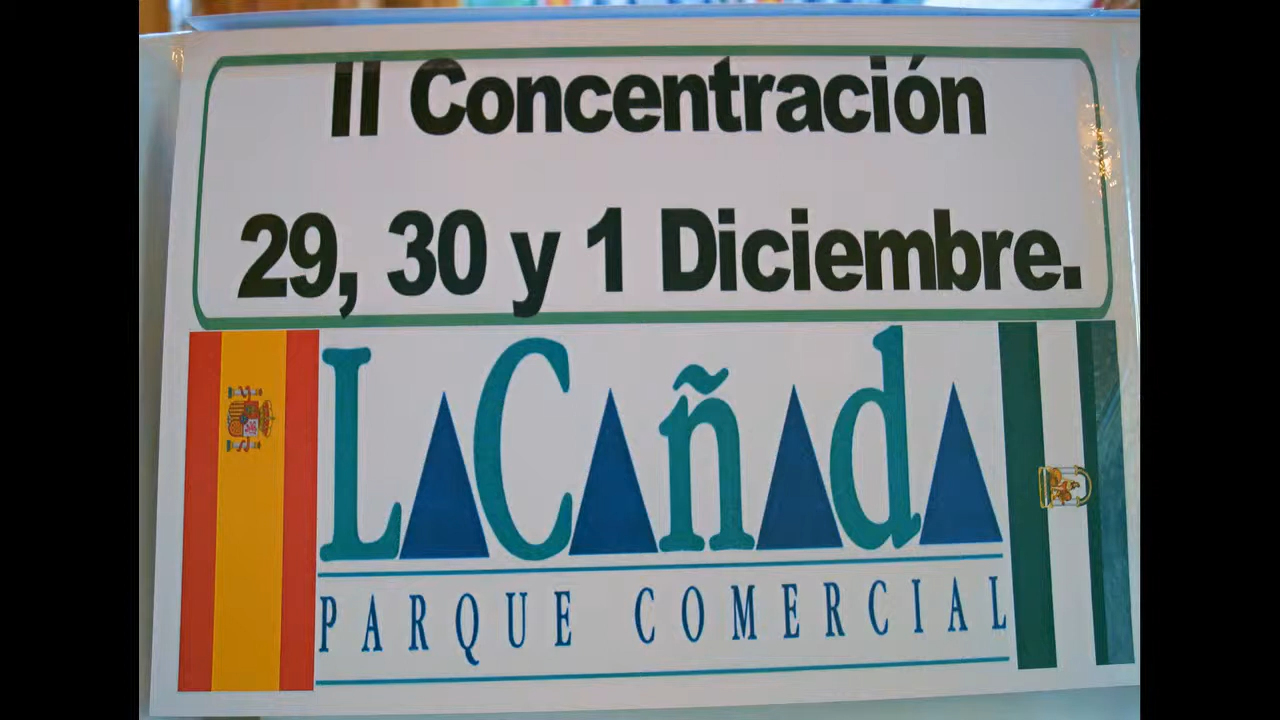 II Concentración
29, 30 y 1 Diciembre.
LaCañada
PARQUE COMERCIAL